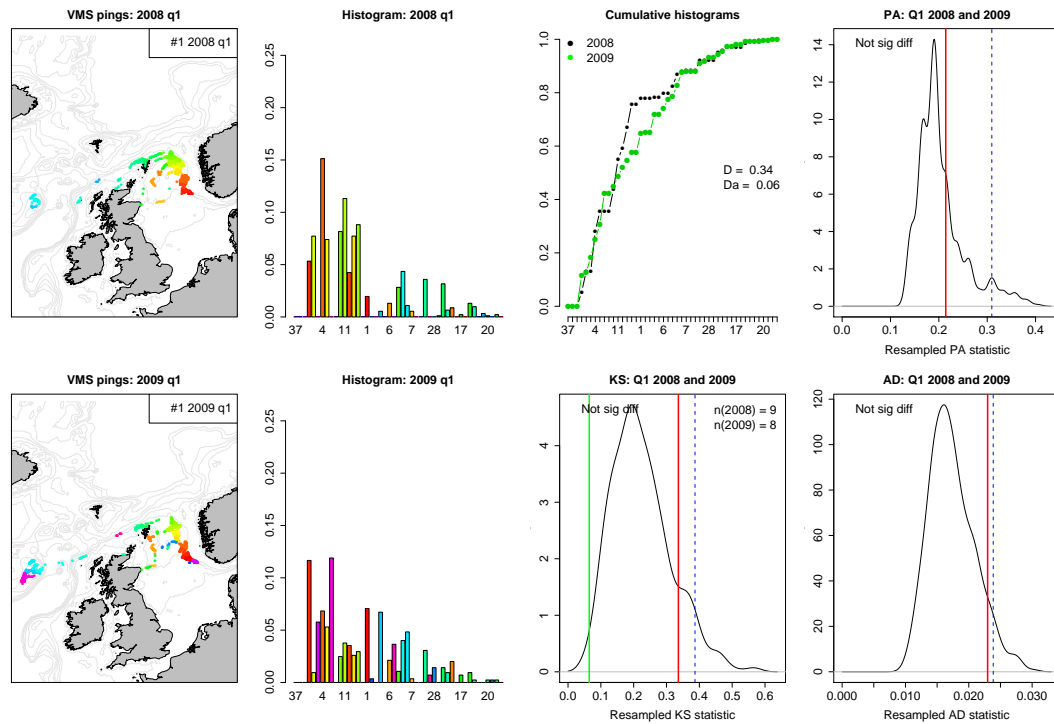 VMS pings: 2008 q1
#1 2008 q1
Histogram: 2008 q1
0.25
0.20
0.15
0.10
0.05
0.00
37 4 11 1 6 7 28 17 20
Cumulative histograms
2008
2009
1.0
0.8
0.6
0.4
0.2
0.0
D = 0.34
Da = 0.06
37 4 11 1 6 7 28 17 20
PA: Q1 2008 and 2009
Not sig diff
14
12
10
8
6
4
2
0
0.0 0.1 0.2 0.3 0.4
Resampled PA statistic
VMS pings: 2009 q1
#1 2009 q1
Histogram: 2009 q1
0.25
0.20
0.15
0.10
0.05
0.00
37 4 11 1 6 7 28 17 20
KS: Q1 2008 and 2009
Not sig diff
n(2008) = 9
n(2009) = 8
4
3
2
1
0
0.0 0.1 0.2 0.3 0.4 0.5 0.6
Resampled KS statistic
AD: Q1 2008 and 2009
Not sig diff
120
100
80
60
40
20
0
0.000 0.010 0.020 0.030
Resampled AD statistic